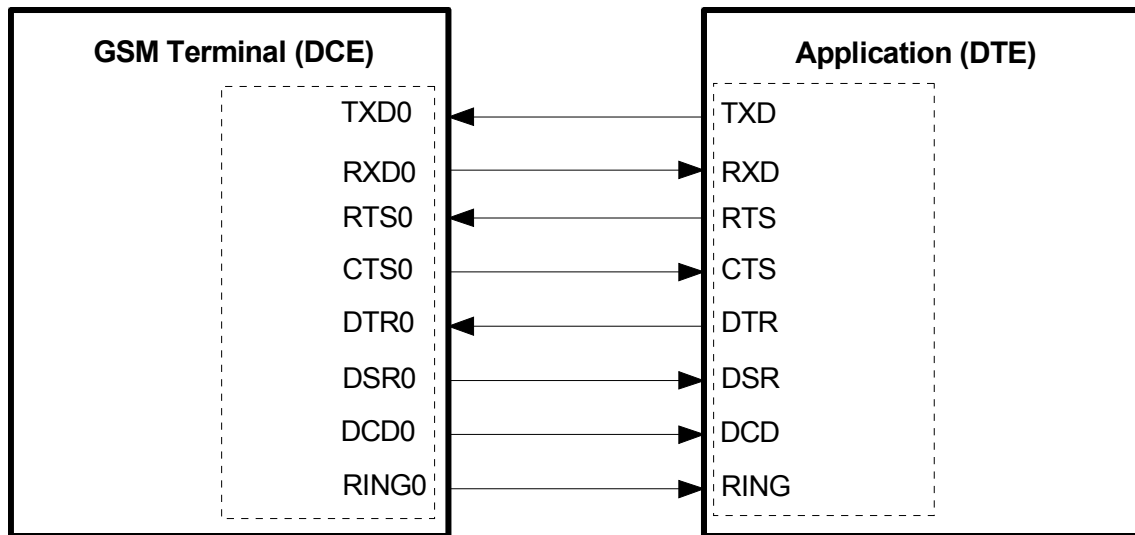 GSM Terminal (DCE)
TXD0
RXD0
RTS0
CTS0
DTR0
DSR0
DCD0
RING0
Application (DTE)
TXD
RXD
RTS
CTS
DTR
DSR
DCD
RING